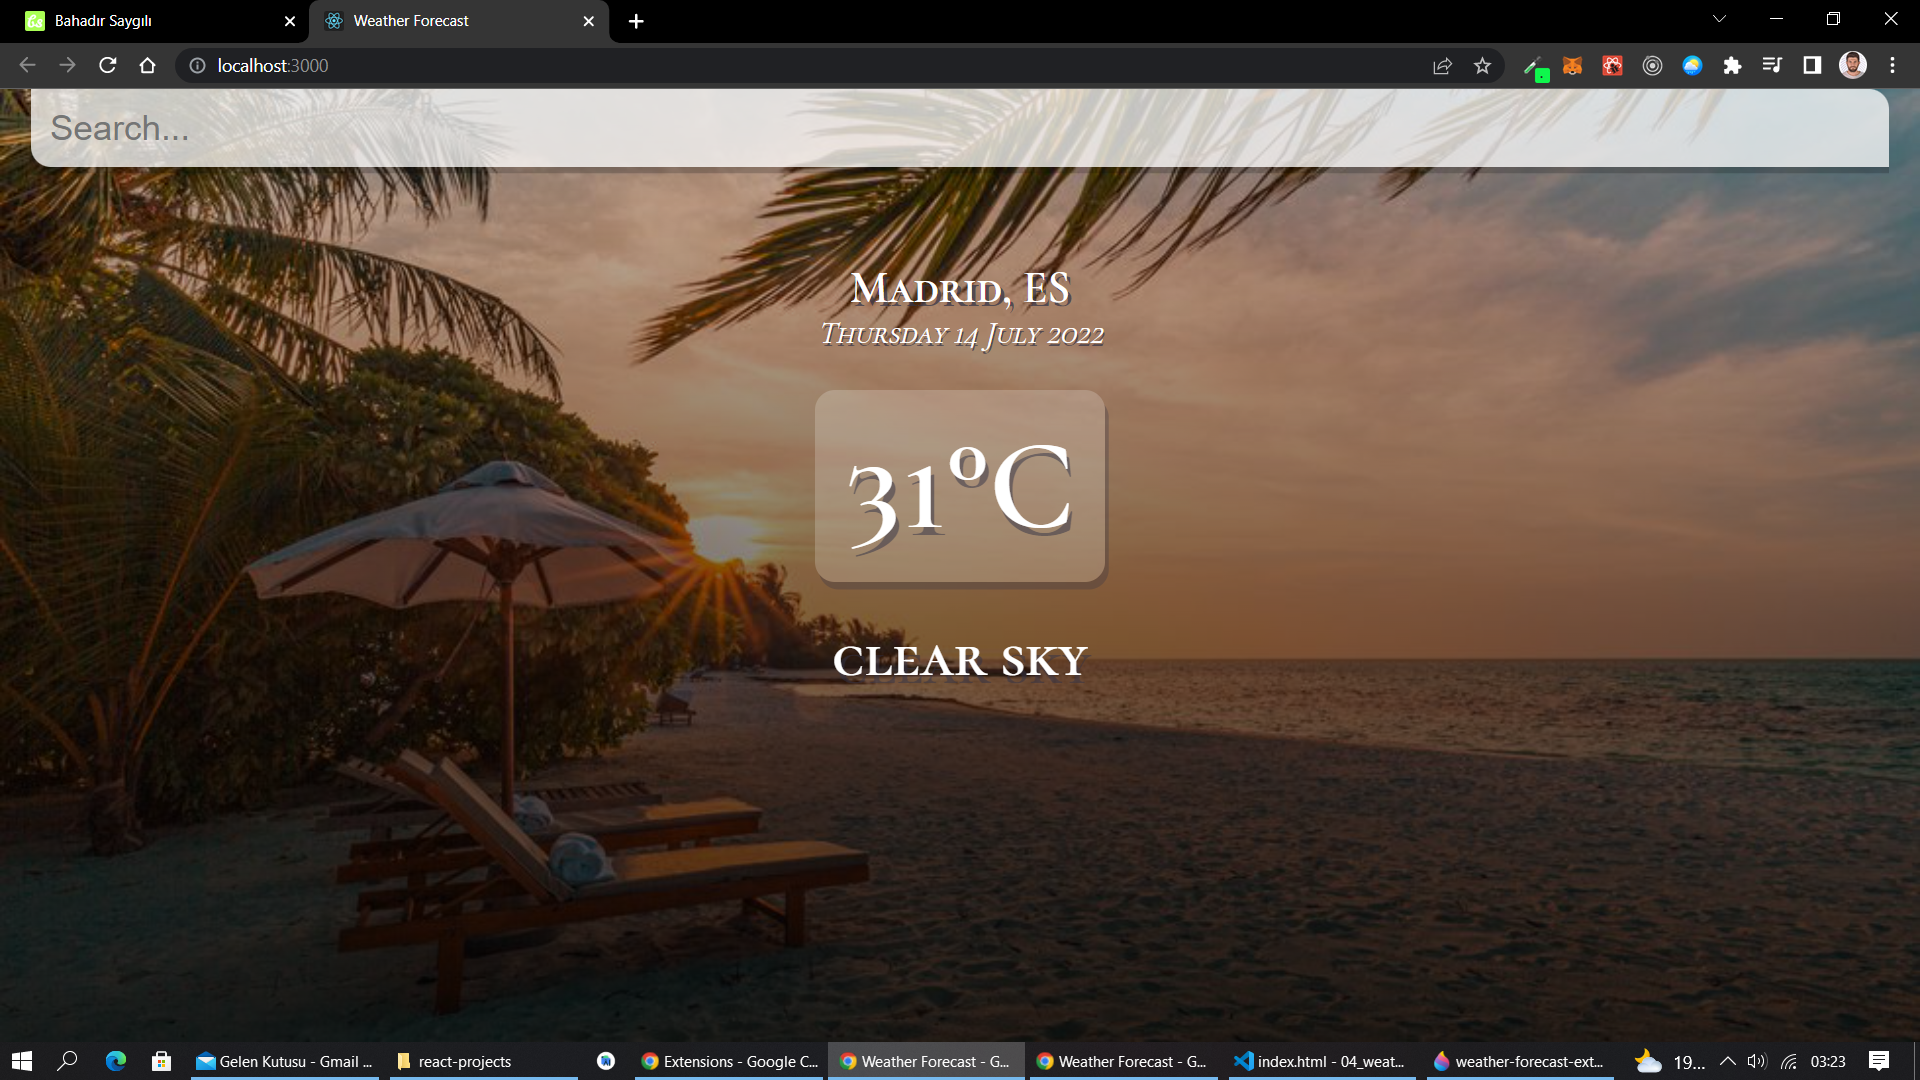 Bahadır Saygılı
Weather Forecast
localhost:3000
Search...
Madrid, ES
Thursday 14 July 2022
31°C
clear sky
Gelen Kutusu - Gmail ...
react-projects
Extensions - Google C...
Weather Forecast - G...
Weather Forecast - G...
index.html - 04_weat...
weather-forecast-ext...
19...
03:23